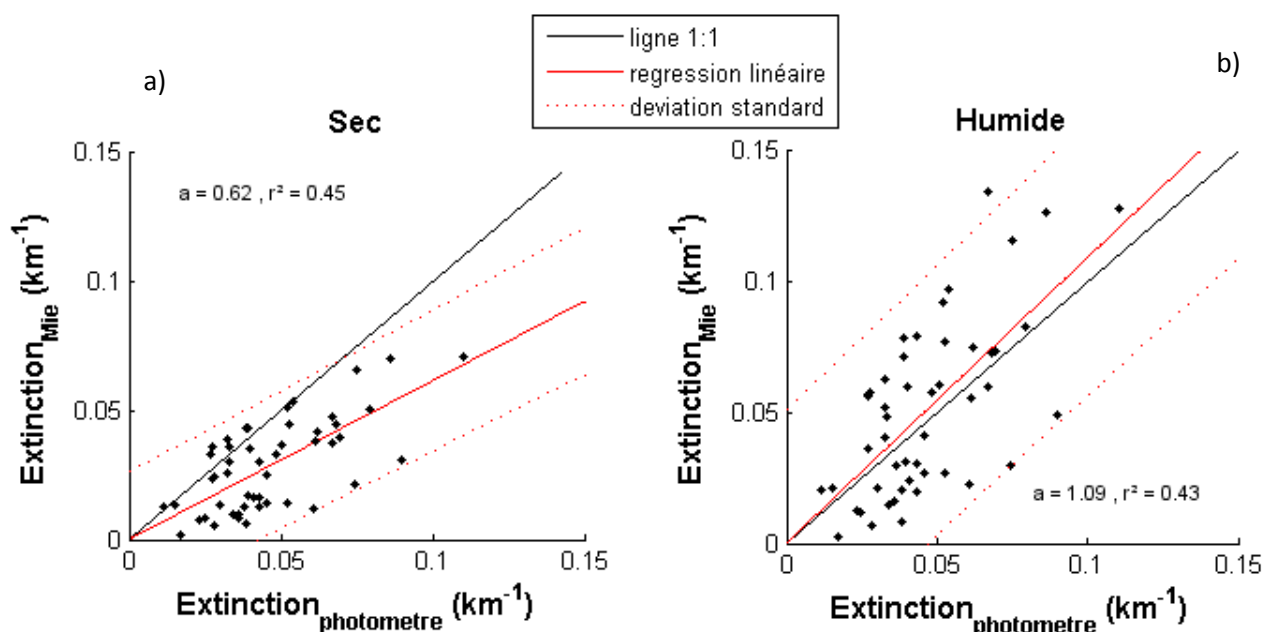 ligne 1:1
regression linéaire
deviation standard
a)
Sec
0.15
0.1
0.05
0
a = 0.62 , r² = 0.45
Extinction_Mie (km⁻¹)
0
0.05
0.1
0.15
Extinction_photometre (km⁻¹)
b)
Humide
0.15
0.1
0.05
0
a = 1.09 , r² = 0.43
Extinction_Mie (km⁻¹)
0
0.05
0.1
0.15
Extinction_photometre (km⁻¹)